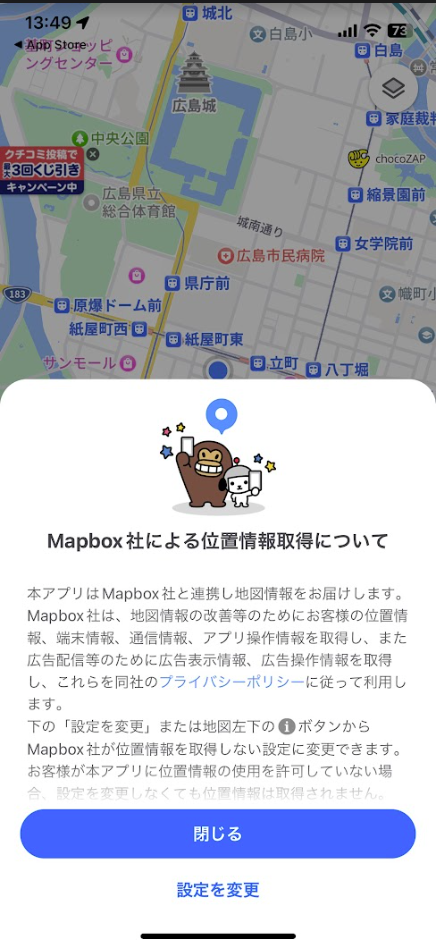 13:49
73
App Store
城北
白島小
ングセンター
白島
広島城
家庭裁判
中央公園
クチコミ投稿で
最大3回くじ引き
キャンペーン中
chocoZAP
縮景園前
広島県立
総合体育館
城南通り
女学院前
広島市民病院
県庁前
幟町小
183
原爆ドーム前
紙屋町西
紙屋町東
サンモール
立町
八丁堀
Mapbox社による位置情報取得について
本アプリはMapbox社と連携し地図情報をお届けします。
Mapbox社は、地図情報の改善等のためにお客様の位置情
報、端末情報、通信情報、アプリ操作情報を取得し、また
広告配信等のために広告表示情報、広告操作情報を取得
し、これらを同社のプライバシーポリシーに従って利用し
ます。
下の「設定を変更」または地図左下のiボタンから
Mapbox社が位置情報を取得しない設定に変更できます。
お客様が本アプリに位置情報の使用を許可していない場
合、設定を変更しなくても位置情報は取得されません。
閉じる
設定を変更